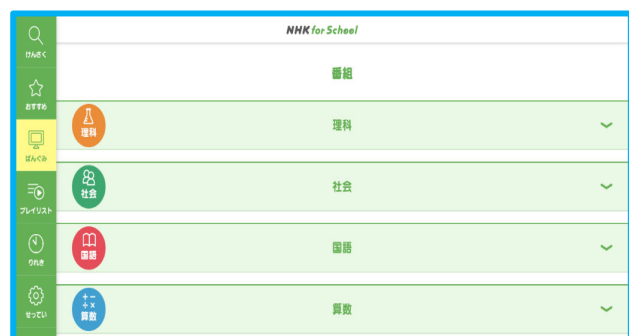 けんさく
おすすめ
ばんぐみ
プレイリスト
りれき
せってい
NHK for School
番組
理科
理科
社会
社会
国語
国語
算数
算数